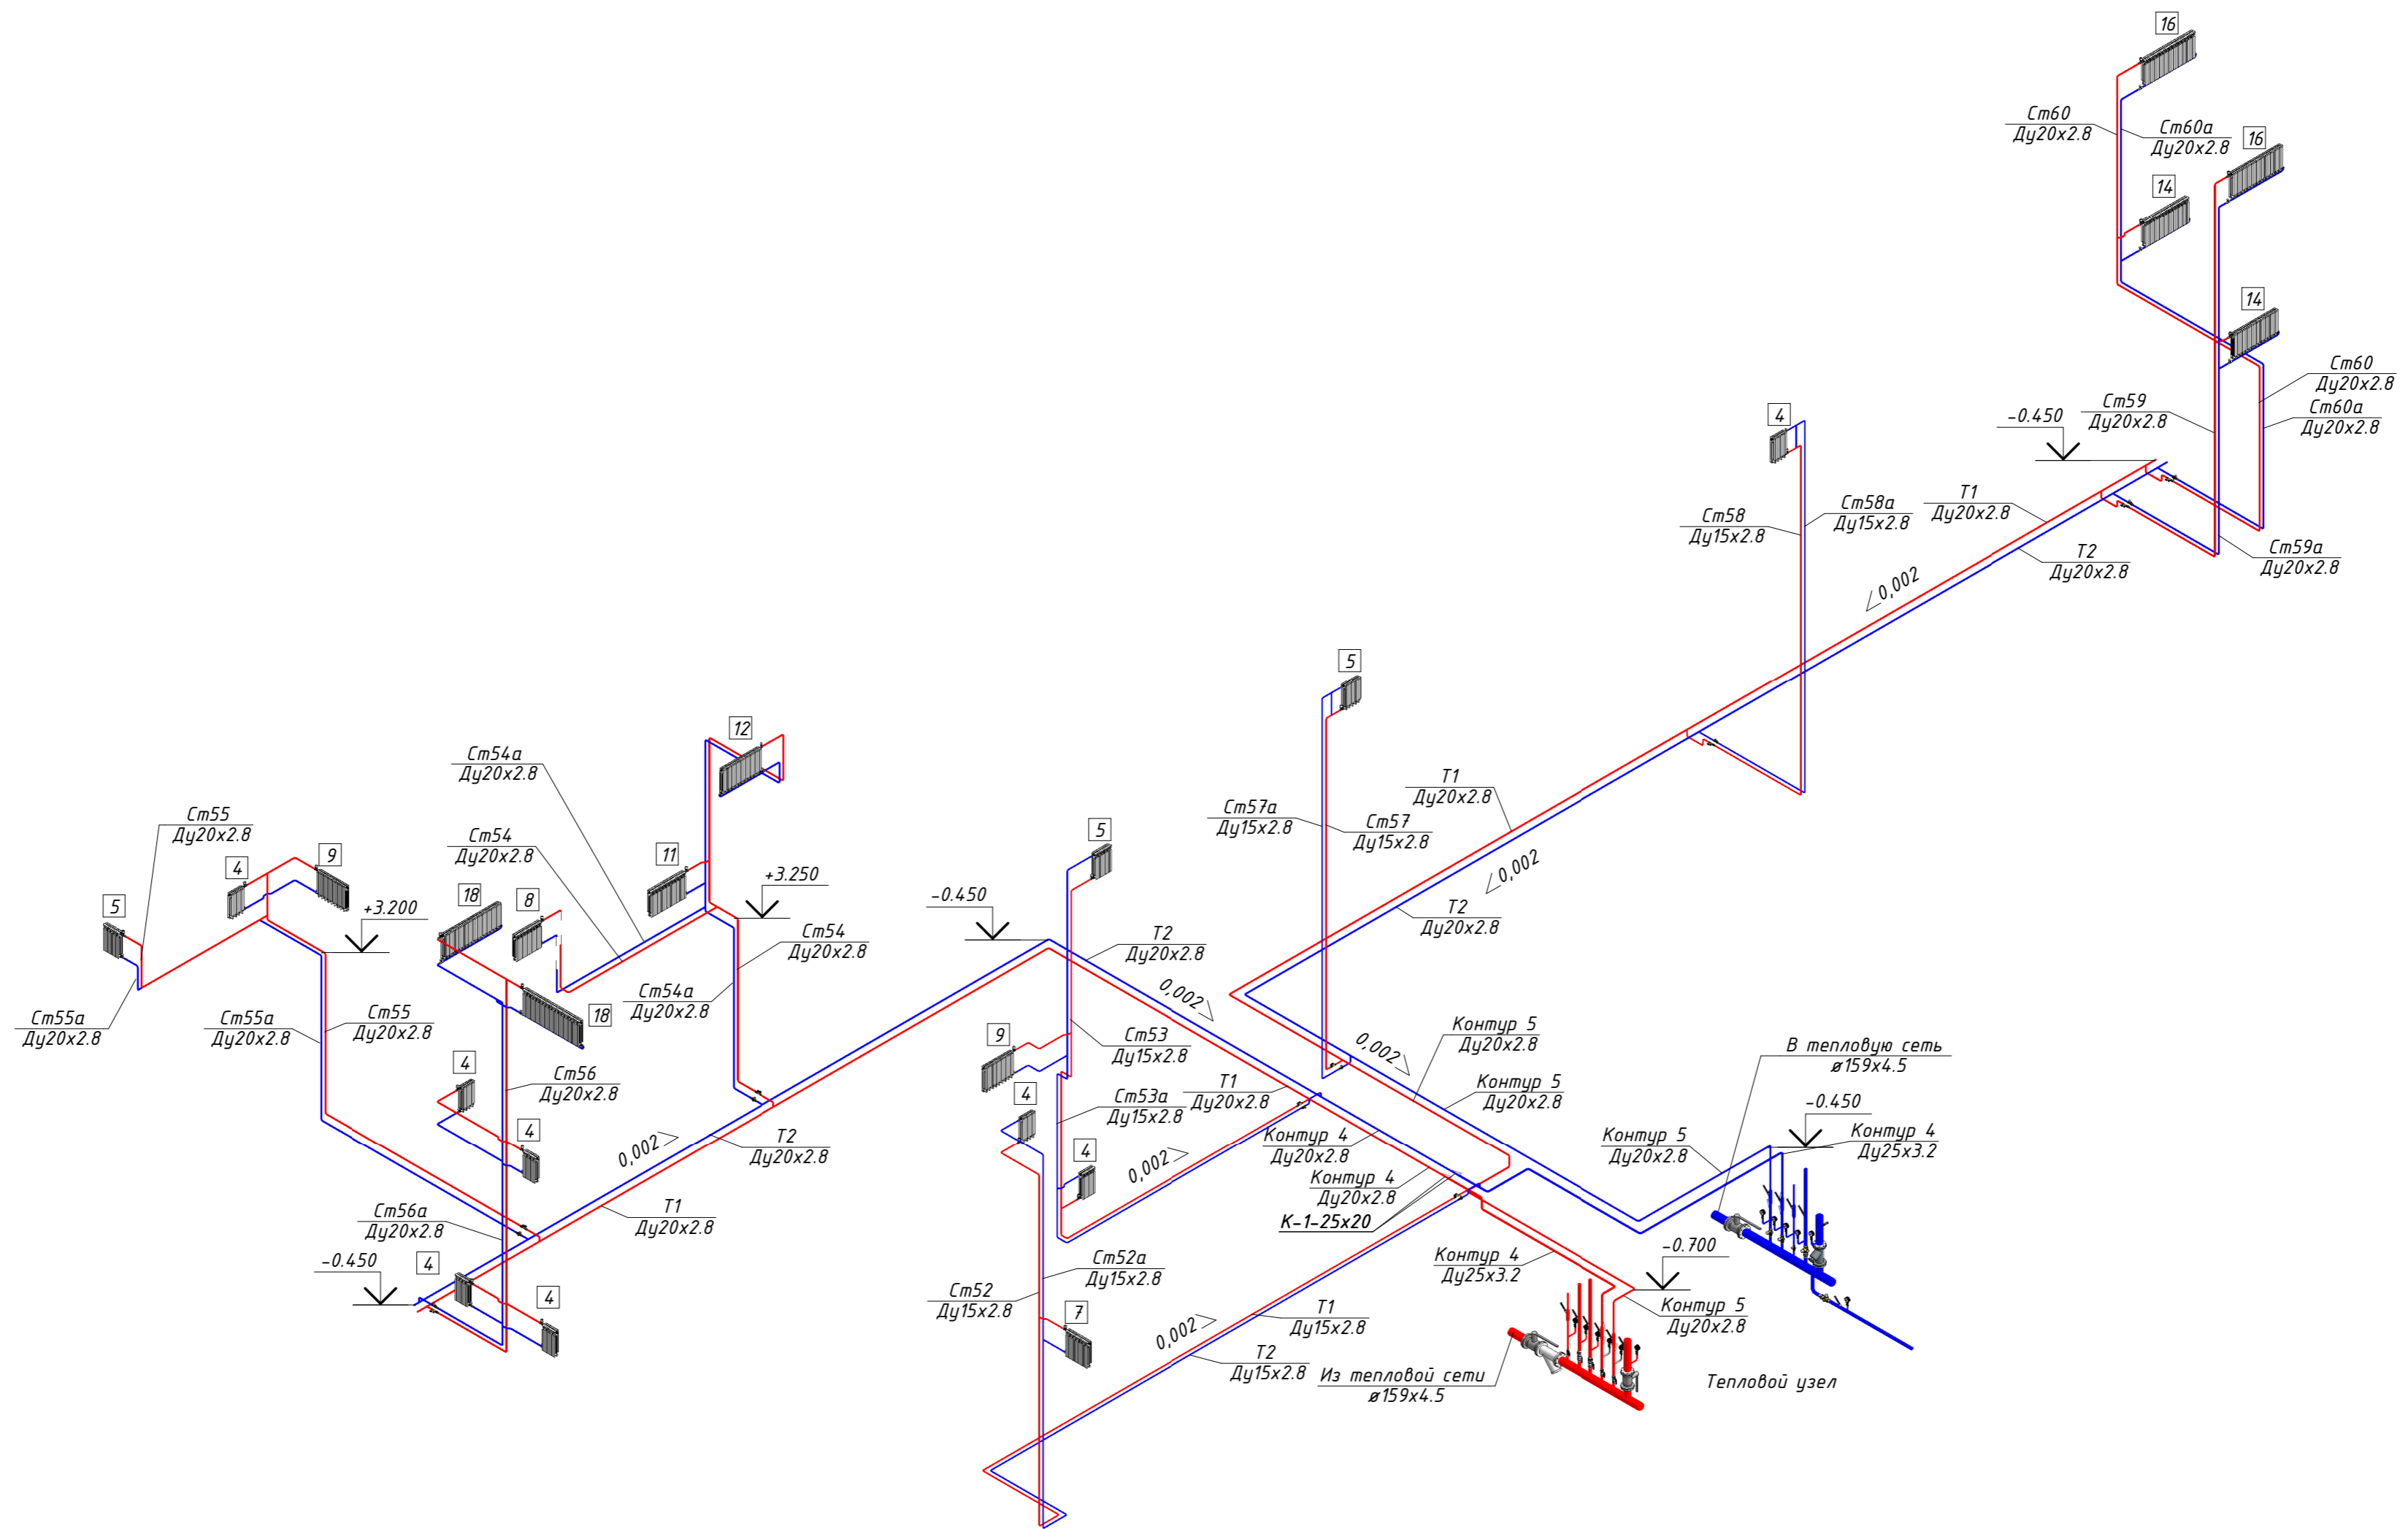 16
Ст60
Ду20х2.8
Ст60а
Ду20х2.8
16
14
14
Ст60
Ду20х2.8
Ст59
Ду20х2.8
Ст60а
Ду20х2.8
-0.450
4
Т1
Ду20х2.8
Ст58
Ду15х2.8
Ст58а
Ду15х2.8
Т2
Ду20х2.8
Ст59а
Ду20х2.8
0,002
5
12
Ст54а
Ду20х2.8
Т1
Ду20х2.8
Ст55
Ду20х2.8
Ст54
Ду20х2.8
Ст57а
Ду15х2.8
Ст57
Ду15х2.8
5
4
9
11
+3.250
0,002
18
8
-0.450
5
+3.200
Т2
Ду20х2.8
Ст54
Ду20х2.8
Т2
Ду20х2.8
Ст54а
Ду20х2.8
0,002
Ст55а
Ду20х2.8
Ст55а
Ду20х2.8
Ст55
Ду20х2.8
18
9
Ст53
Ду15х2.8
0,002
Контур 5
Ду20х2.8
В тепловую сеть
ø159х4.5
4
Ст56
Ду20х2.8
4
Т1
Ду20х2.8
Контур 5
Ду20х2.8
Ст53а
Ду15х2.8
-0.450
4
0,002
Т2
Ду20х2.8
4
0,002
Контур 4
Ду20х2.8
Контур 5
Ду20х2.8
Контур 4
Ду25х3.2
Контур 4
Ду20х2.8
К-1-25х20
Ст56а
Ду20х2.8
Т1
Ду20х2.8
-0.450
4
4
Ст52а
Ду15х2.8
Контур 4
Ду25х3.2
-0.700
Ст52
Ду15х2.8
7
0,002
Т1
Ду15х2.8
Контур 5
Ду20х2.8
Т2
Ду15х2.8
Из тепловой сети
ø159х4.5
Тепловой узел